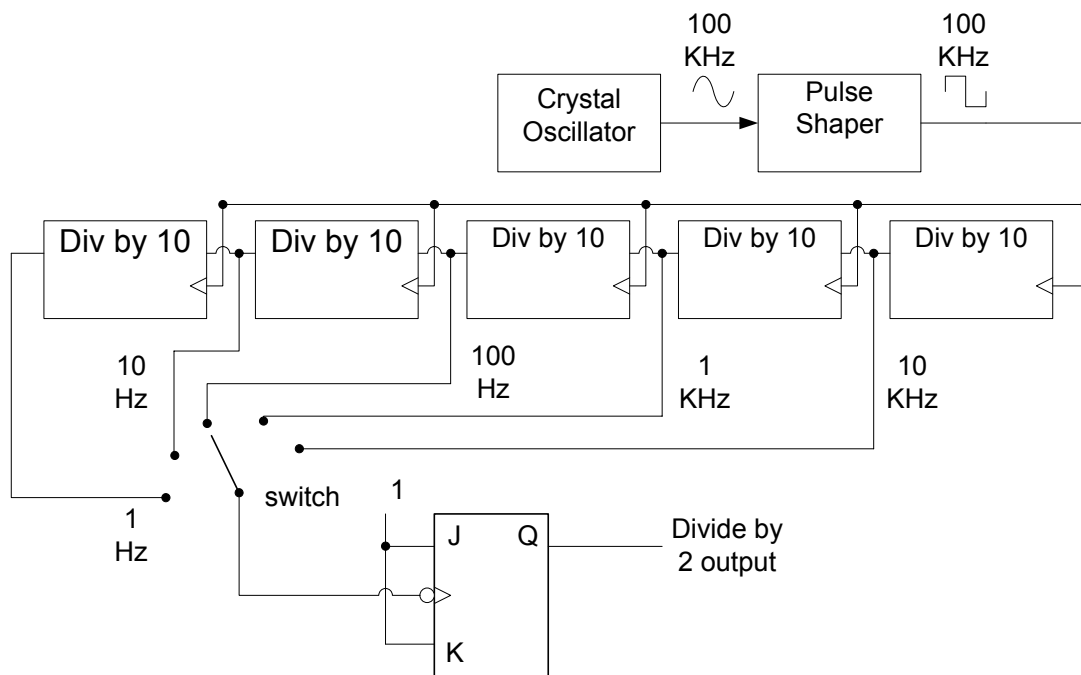 100
KHz
100
KHz
Crystal
Oscillator
Pulse
Shaper
Div by 10
Div by 10
Div by 10
Div by 10
Div by 10
10
Hz
100
Hz
1
KHz
10
KHz
switch
1
1
Hz
J
Q
K
Divide by
2 output